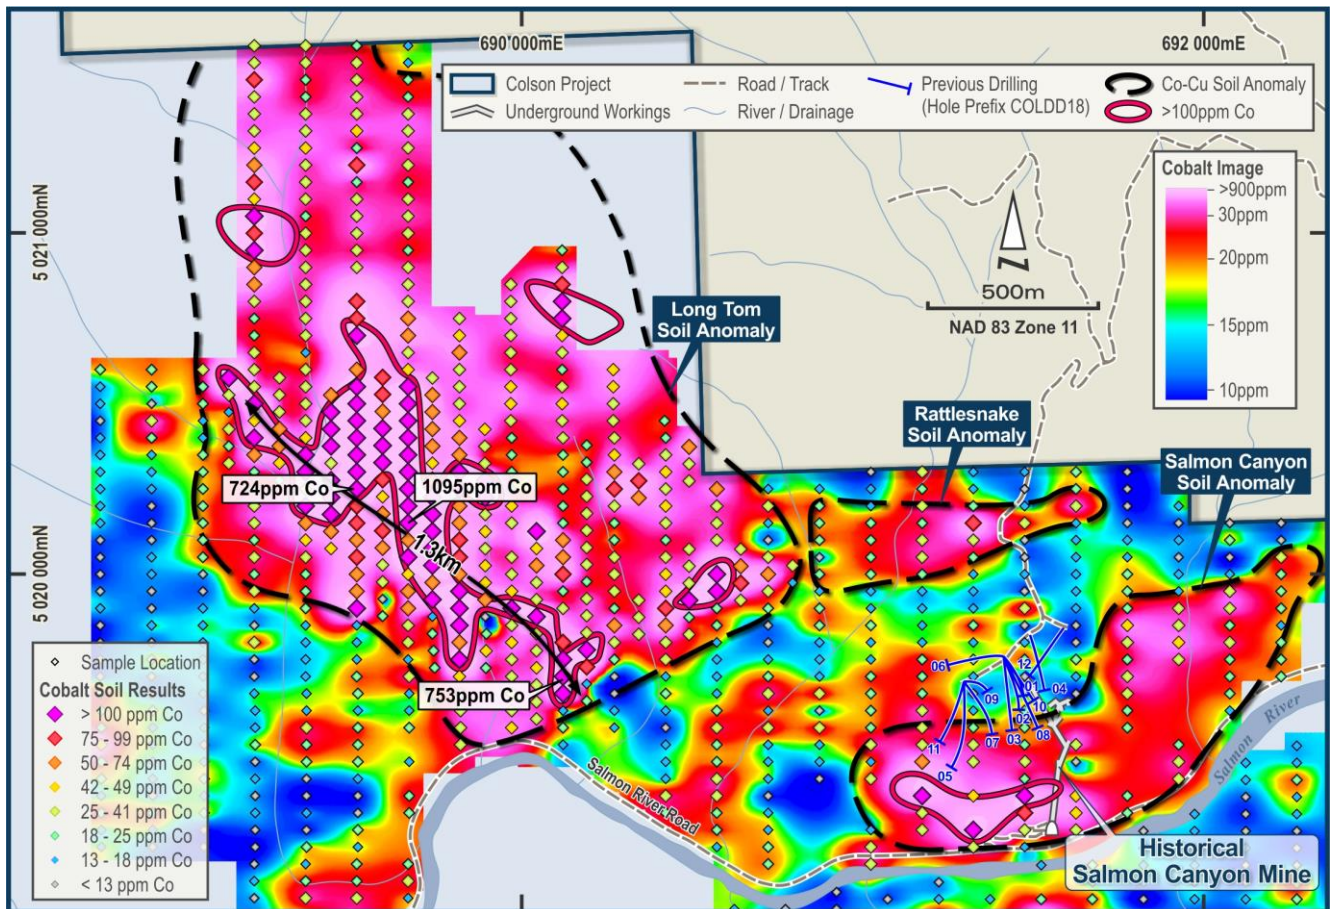 690 000mE
692 000mE
Colson Project
Underground Workings
Road / Track
River / Drainage
Previous Drilling
(Hole Prefix COLDD18)
Co-Cu Soil Anomaly
>100ppm Co
Cobalt Image
>900ppm
30ppm
20ppm
15ppm
10ppm
5 021 000mN
N
500m
NAD 83 Zone 11
Long Tom
Soil Anomaly
Rattlesnake
Soil Anomaly
Salmon Canyon
Soil Anomaly
724ppm Co
1095ppm Co
1.3km
5 020 000mN
753ppm Co
06
12
01
04
09
10
02
08
11
07
03
05
Salmon River
Salmon River Road
Sample Location
Cobalt Soil Results
> 100 ppm Co
75 - 99 ppm Co
50 - 74 ppm Co
42 - 49 ppm Co
25 - 41 ppm Co
18 - 25 ppm Co
13 - 18 ppm Co
< 13 ppm Co
Historical
Salmon Canyon Mine